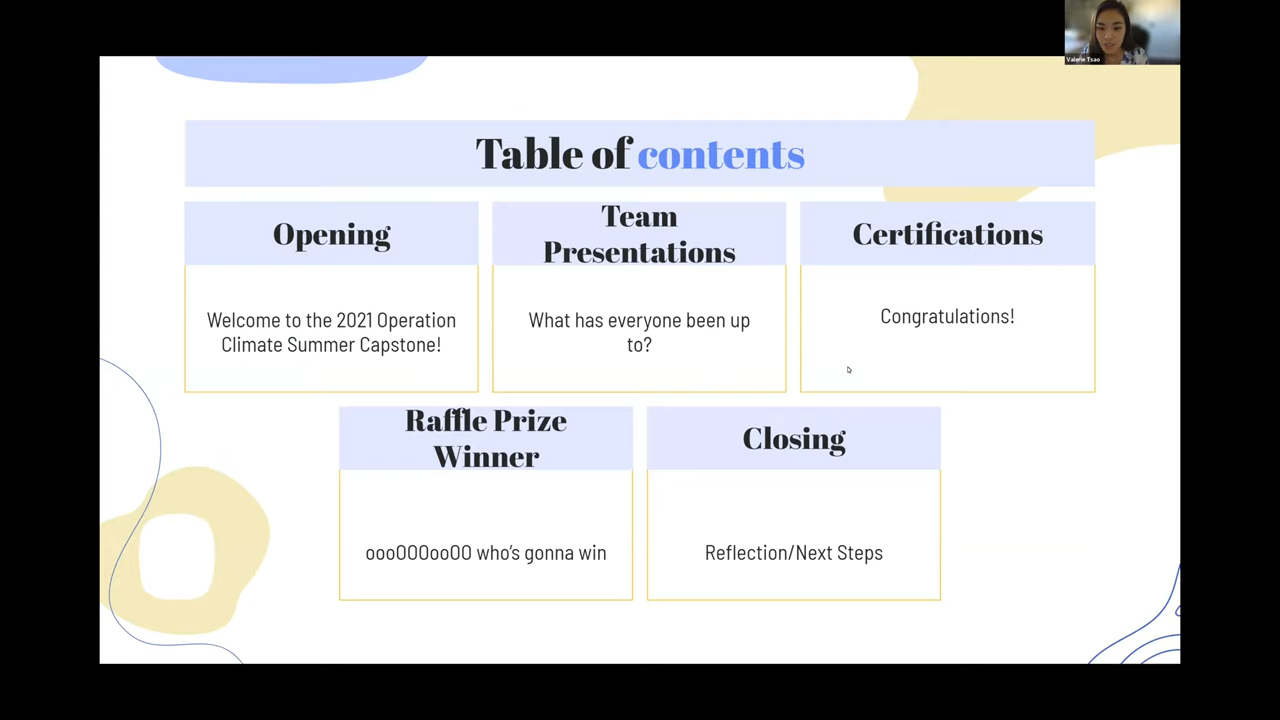 Valerie Tsao
Table of contents
Opening
Welcome to the 2021 Operation
Climate Summer Capstone!
Team
Presentations
What has everyone been up
to?
Certifications
Congratulations!
Raffle Prize
Winner
oooOOOooOO who's gonna win
Closing
Reflection/Next Steps